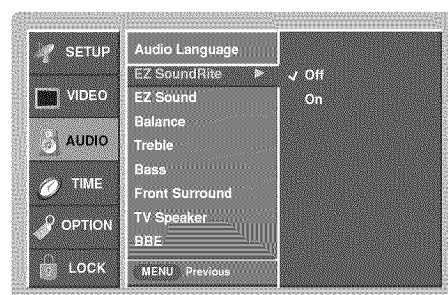 SETUP
VIDEO
AUDIO
TIME
OPTION
LOCK
Audio Language
EZ SoundRite
EZ Sound
Balance
Treble
Bass
Front Surround
TV Speaker
BBE
MENU Previous
Off
On